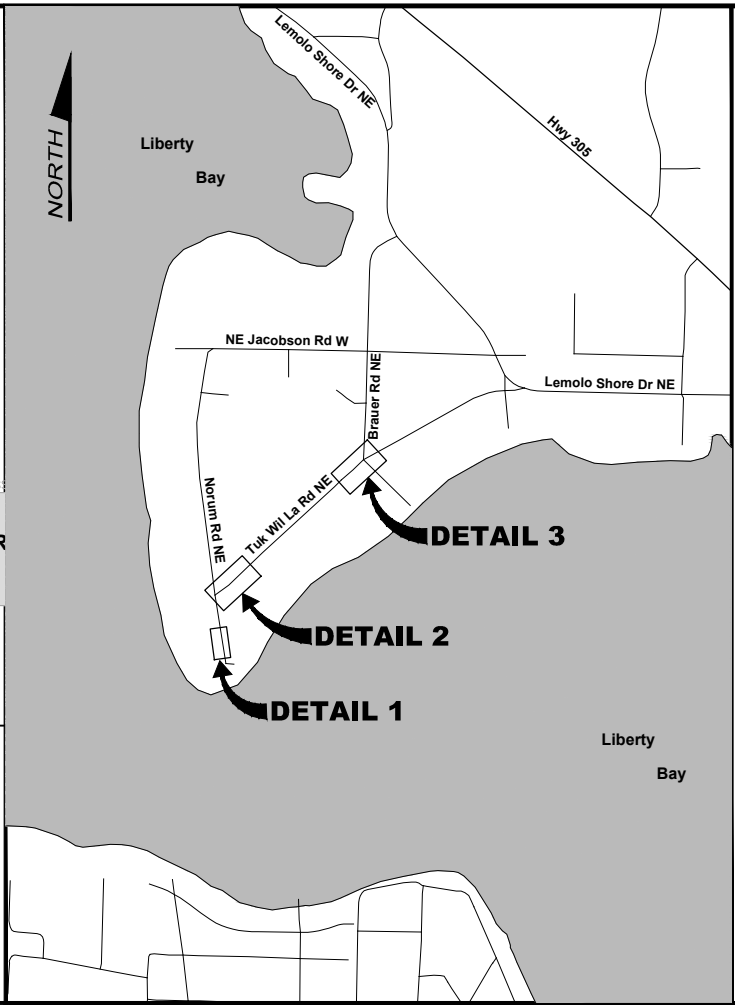 Lemolo Shore Dr NE
Hwy 305
NORTH
Liberty
Bay
NE Jacobson Rd W
Brauer Rd NE
Lemolo Shore Dr NE
Norum Rd NE
Tuk Wil La Rd NE
DETAIL 3
DETAIL 2
DETAIL 1
Liberty
Bay